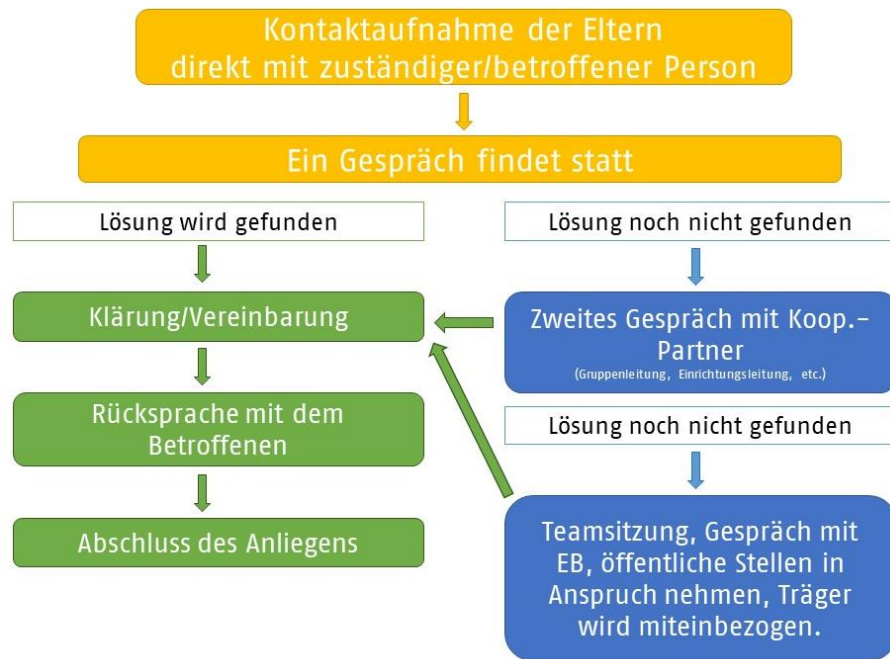 Kontaktaufnahme der Eltern
direkt mit zuständiger/betroffener Person
Ein Gespräch findet statt
Lösung wird gefunden
Klärung/Vereinbarung
Rücksprache mit dem
Betroffenen
Abschluss des Anliegens
Lösung noch nicht gefunden
Zweites Gespräch mit Koop.-
Partner
(Gruppenleitung, Einrichtungsleitung, etc.)
Lösung noch nicht gefunden
Teamsitzung, Gespräch mit
EB, öffentliche Stellen in
Anspruch nehmen, Träger
wird miteinbezogen.